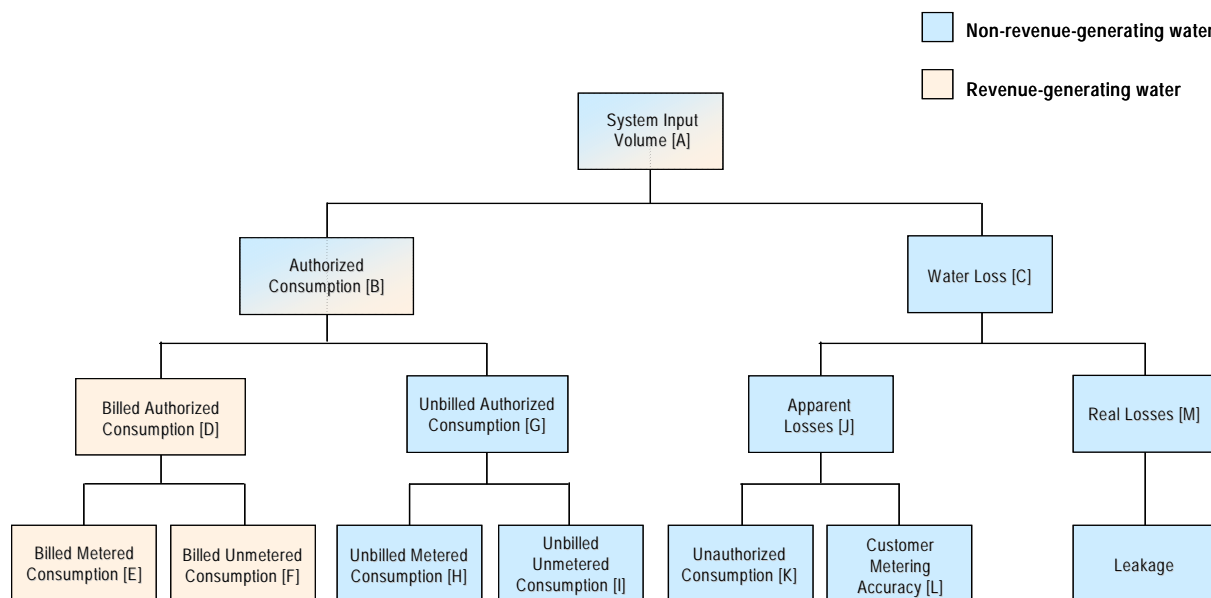 Non-revenue-generating water
Revenue-generating water
System Input
Volume [A]
Authorized
Consumption [B]
Water Loss [C]
Billed Authorized
Consumption [D]
Unbilled Authorized
Consumption [G]
Apparent
Losses [J]
Real Losses [M]
Billed Metered
Consumption [E]
Billed Unmetered
Consumption [F]
Unbilled Metered
Consumption [H]
Unbilled
Unmetered
Consumption [I]
Unauthorized
Consumption [K]
Customer
Metering
Accuracy [L]
Leakage